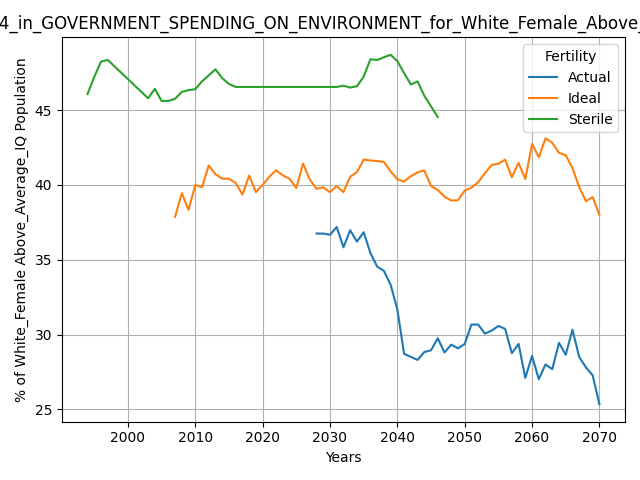 4_in_GOVERNMENT_SPENDING_ON_ENVIRONMENT_for_White_Female_Above_
Fertility
Actual
Ideal
Sterile
% of White_Female Above_Average_IQ Population
45
40
35
30
25
2000 2010 2020 2030 2040 2050 2060 2070
Years